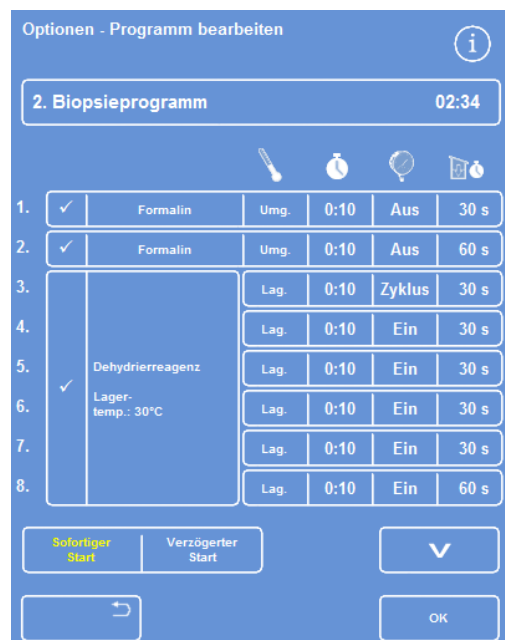 Optionen - Programm bearbeiten
i
2. Biopsieprogramm 02:34
1. Formalin Umg. 0:10 Aus 30 s
2. Formalin Umg. 0:10 Aus 60 s
3. Lag. 0:10 Zyklus 30 s
4. Lag. 0:10 Ein 30 s
5. Dehydrierreagenz Lag. 0:10 Ein 30 s
Lager-
6. temp.: 30°C Lag. 0:10 Ein 30 s
7. Lag. 0:10 Ein 30 s
8. Lag. 0:10 Ein 60 s
Sofortiger Verzögerter
Start Start
OK